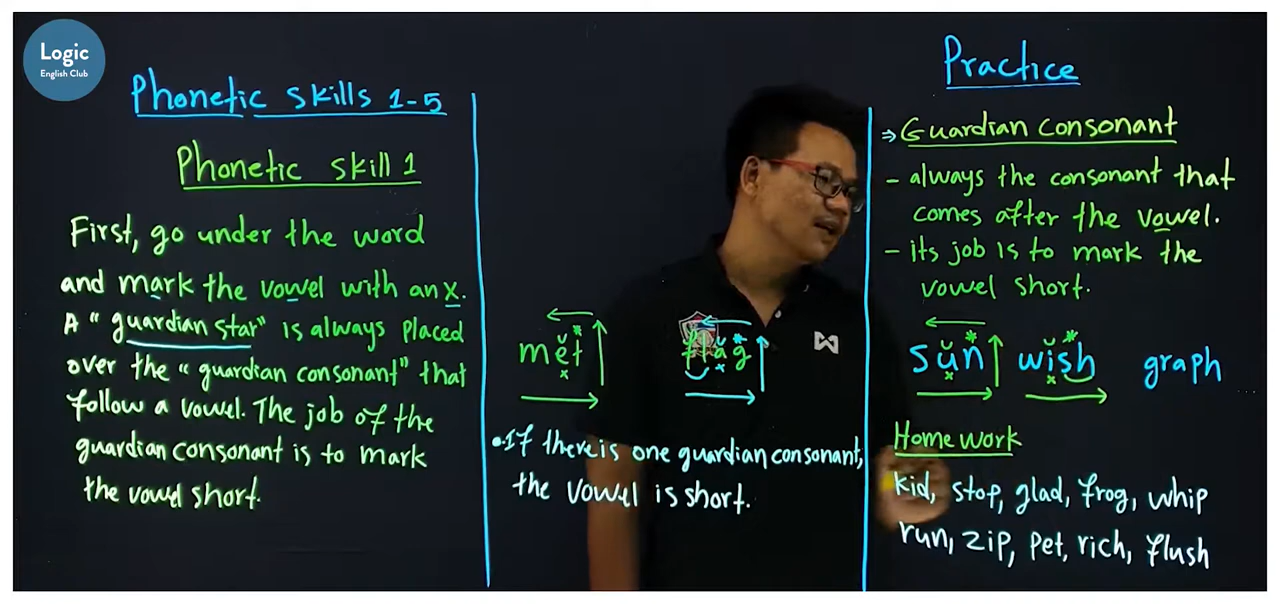 Logic
English Club
Phonetic skills 1-5
Phonetic skill 1
First, go under the word
and mark the vowel with an x.
A "guardian star" is always placed
over the "guardian consonant" that
follow a vowel. The job of the
guardian consonant is to mark
the vowel short.
mĕt
flăg
• If there is one guardian consonant,
the vowel is short.
Practice
⇒ Guardian consonant
- always the consonant that
comes after the vowel.
- its job is to mark the
vowel short.
sŭn wĭsh graph
Homework
kid, stop, glad, frog, whip
run, zip, pet, rich, flush